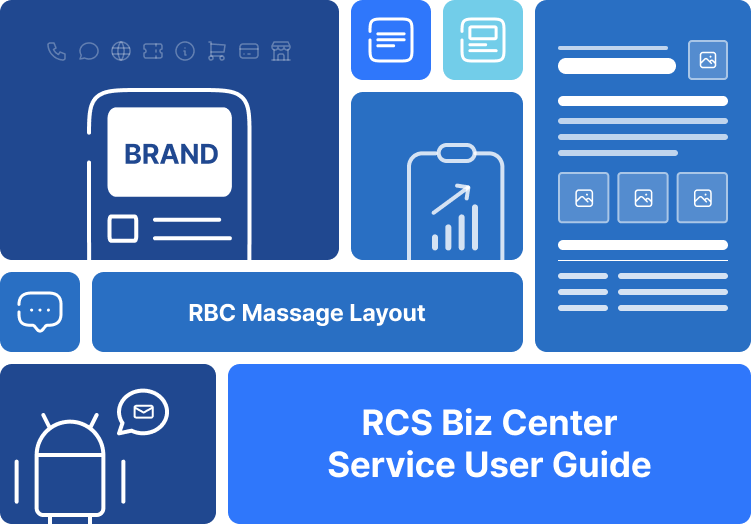 BRAND
RBC Massage Layout
RCS Biz Center
Service User Guide